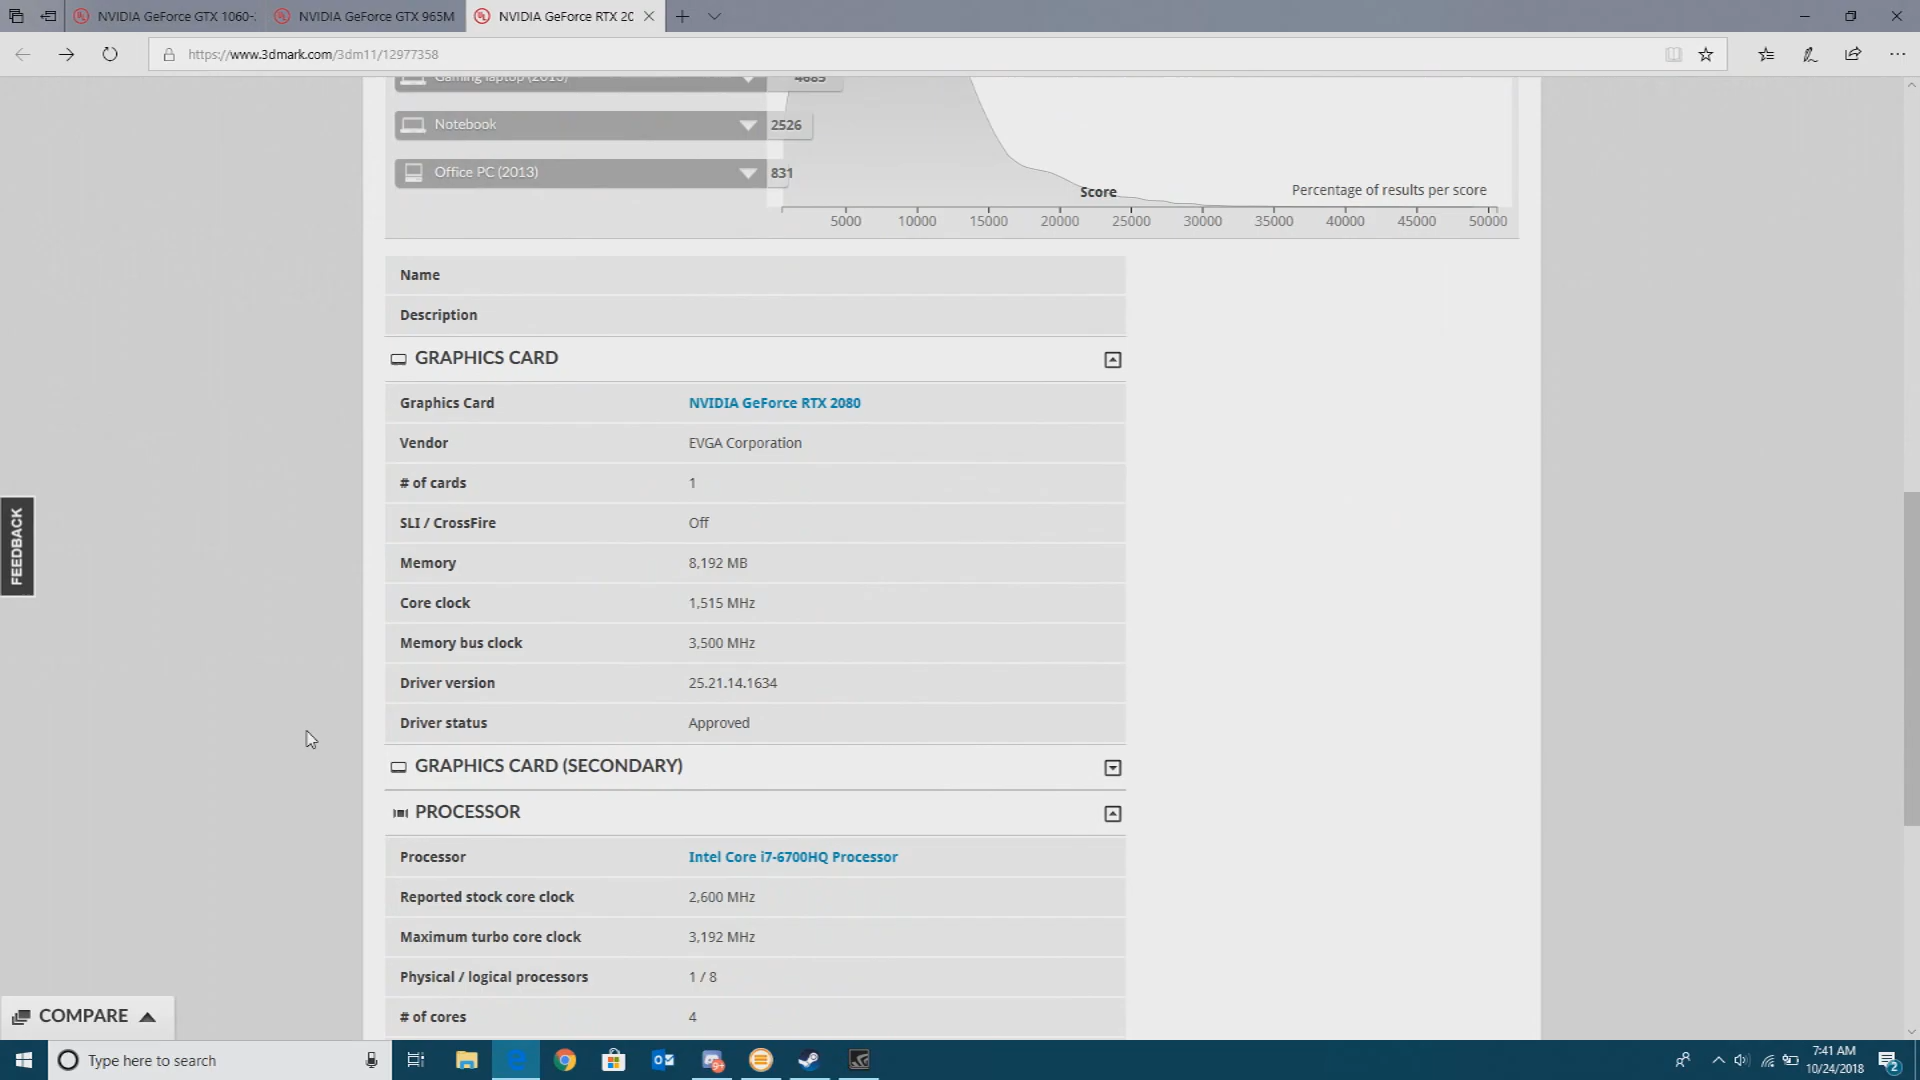 NVIDIA GeForce GTX 1060-
NVIDIA GeForce GTX 965M
NVIDIA GeForce RTX 20
https://www.3dmark.com/3dm11/12977358
Gaming laptop (2013) 4685
Notebook 2526
Office PC (2013) 831
Score
Percentage of results per score
5000 10000 15000 20000 25000 30000 35000 40000 45000 50000
Name
Description
GRAPHICS CARD
Graphics Card NVIDIA GeForce RTX 2080
Vendor EVGA Corporation
# of cards 1
SLI / CrossFire Off
Memory 8,192 MB
Core clock 1,515 MHz
Memory bus clock 3,500 MHz
Driver version 25.21.14.1634
Driver status Approved
GRAPHICS CARD (SECONDARY)
PROCESSOR
Processor Intel Core i7-6700HQ Processor
Reported stock core clock 2,600 MHz
Maximum turbo core clock 3,192 MHz
Physical / logical processors 1 / 8
# of cores 4
FEEDBACK
COMPARE
Type here to search
9+
7:41 AM
10/24/2018
2